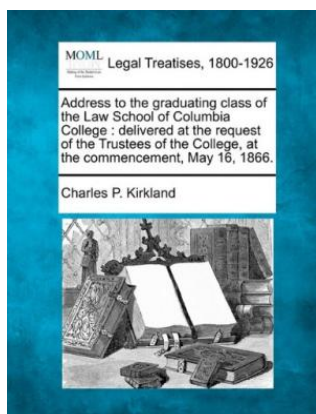 MOML
Legal Treatises, 1800-1926
Address to the graduating class of
the Law School of Columbia
College : delivered at the request
of the Trustees of the College, at
the commencement, May 16, 1866.
Charles P. Kirkland